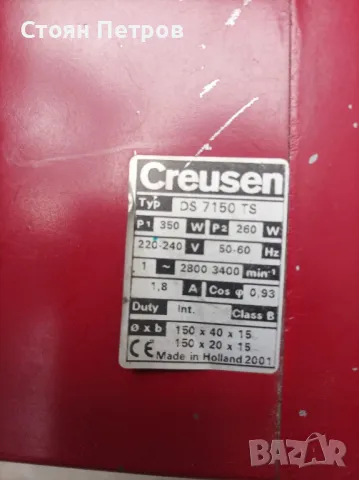 Стоян Петров
Creusen
Typ DS 7150 TS
P1 350 W P2 260 W
220-240 V 50-60 Hz
1 ~ 2800 3400 min⁻¹
1,8 A Cos φ 0,93
Duty Int. Class B
ø x b 150 x 40 x 15
150 x 20 x 15
CE Made in Holland 2001
BAZAR